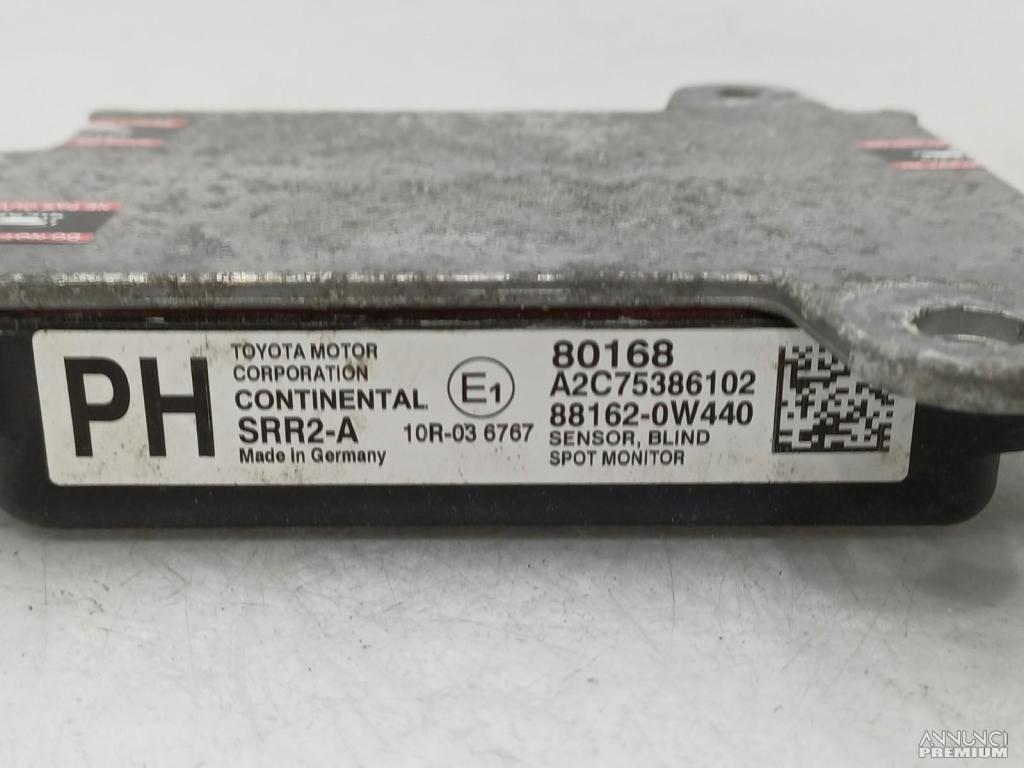 PH
TOYOTA MOTOR
CORPORATION
CONTINENTAL
SRR2-A
Made in Germany
E1
10R-03 6767
80168
A2C75386102
88162-0W440
SENSOR, BLIND
SPOT MONITOR
ANNUNCI
PREMIUM